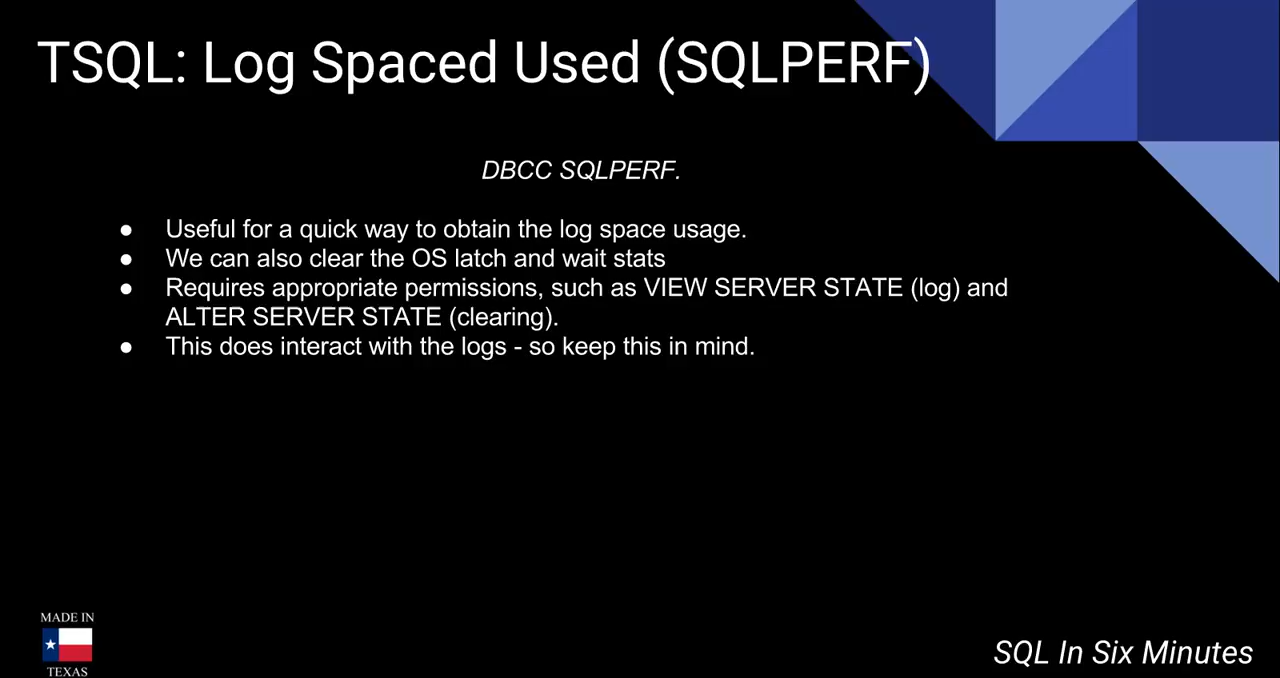 TSQL: Log Spaced Used (SQLPERF)
DBCC SQLPERF.
● Useful for a quick way to obtain the log space usage.
● We can also clear the OS latch and wait stats
● Requires appropriate permissions, such as VIEW SERVER STATE (log) and
ALTER SERVER STATE (clearing).
● This does interact with the logs - so keep this in mind.
MADE IN
TEXAS
SQL In Six Minutes